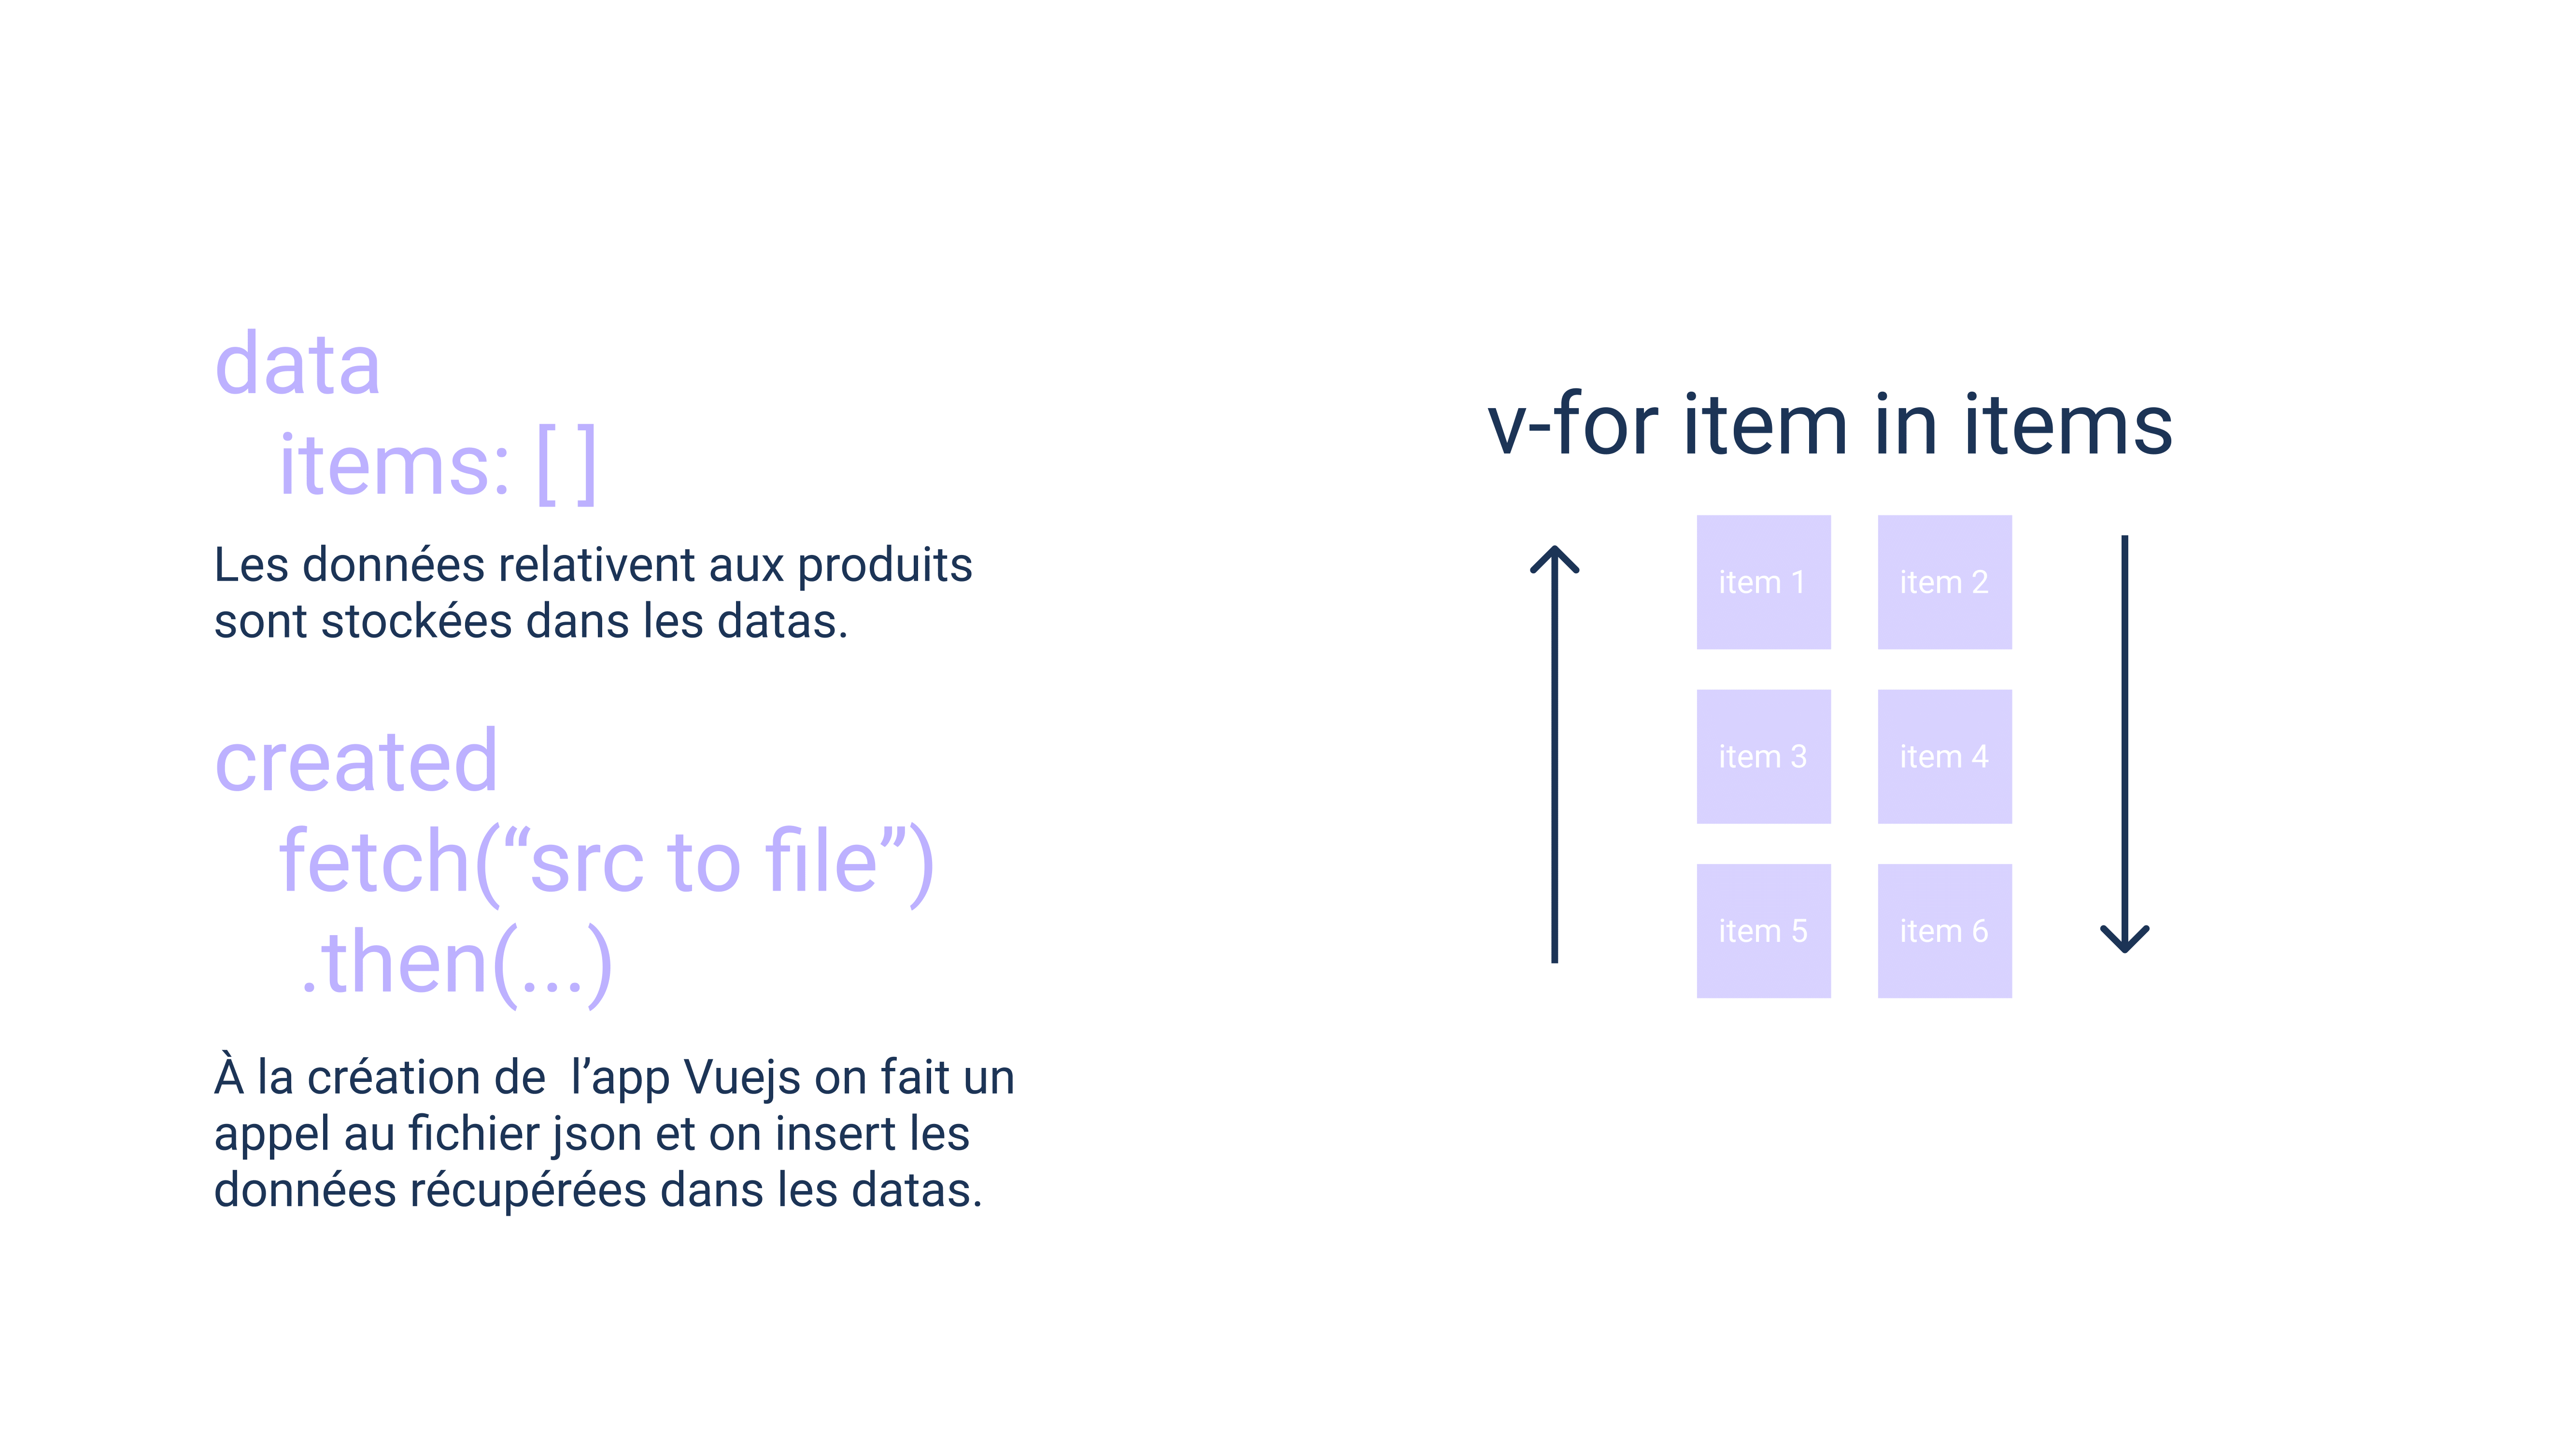 data
items: [ ]
Les données relativent aux produits
sont stockées dans les datas.
created
fetch(“src to file”)
.then(...)
À la création de  l’app Vuejs on fait un
appel au fichier json et on insert les
données récupérées dans les datas.
v-for item in items
item 1
item 2
item 3
item 4
item 5
item 6